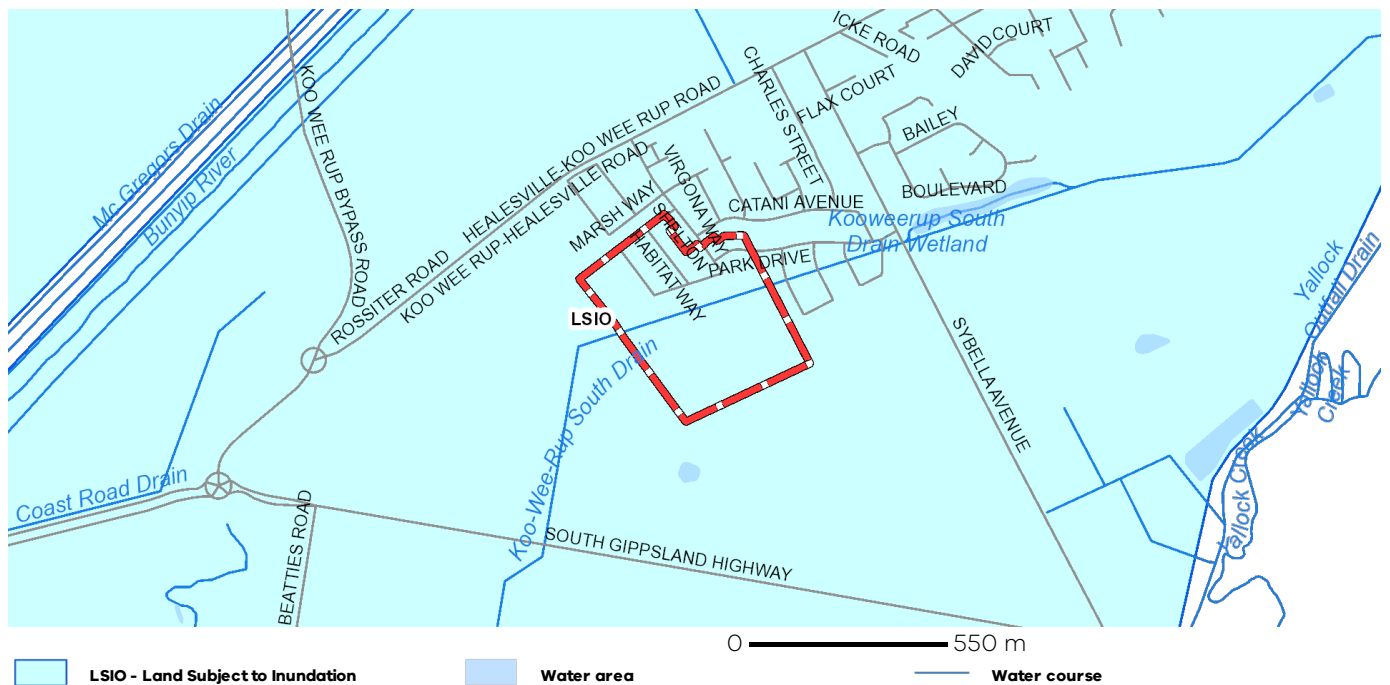 ICKE ROAD
DAVID COURT
CHARLES STREET
FLAX COURT
KOO WEE RUP BYPASS ROAD
Mc Gregors Drain
Bunyip River
HEALESVILLE-KOO WEE RUP ROAD
KOO WEE RUP-HEALESVILLE ROAD
ROSSITER ROAD
VIRGONA WAY
BAILEY
BOULEVARD
MARSH WAY
SHELTON
CATANI AVENUE
Kooweerup South
Drain Wetland
HABITAT WAY
PARK DRIVE
LSIO
Yallock
Outfall Drain
SYBELLA AVENUE
Koo-Wee-Rup South Drain
Yallock
Creek
Yallock Creek
Coast Road Drain
BEATTIES ROAD
SOUTH GIPPSLAND HIGHWAY
0 550 m
LSIO - Land Subject to Inundation
Water area
Water course